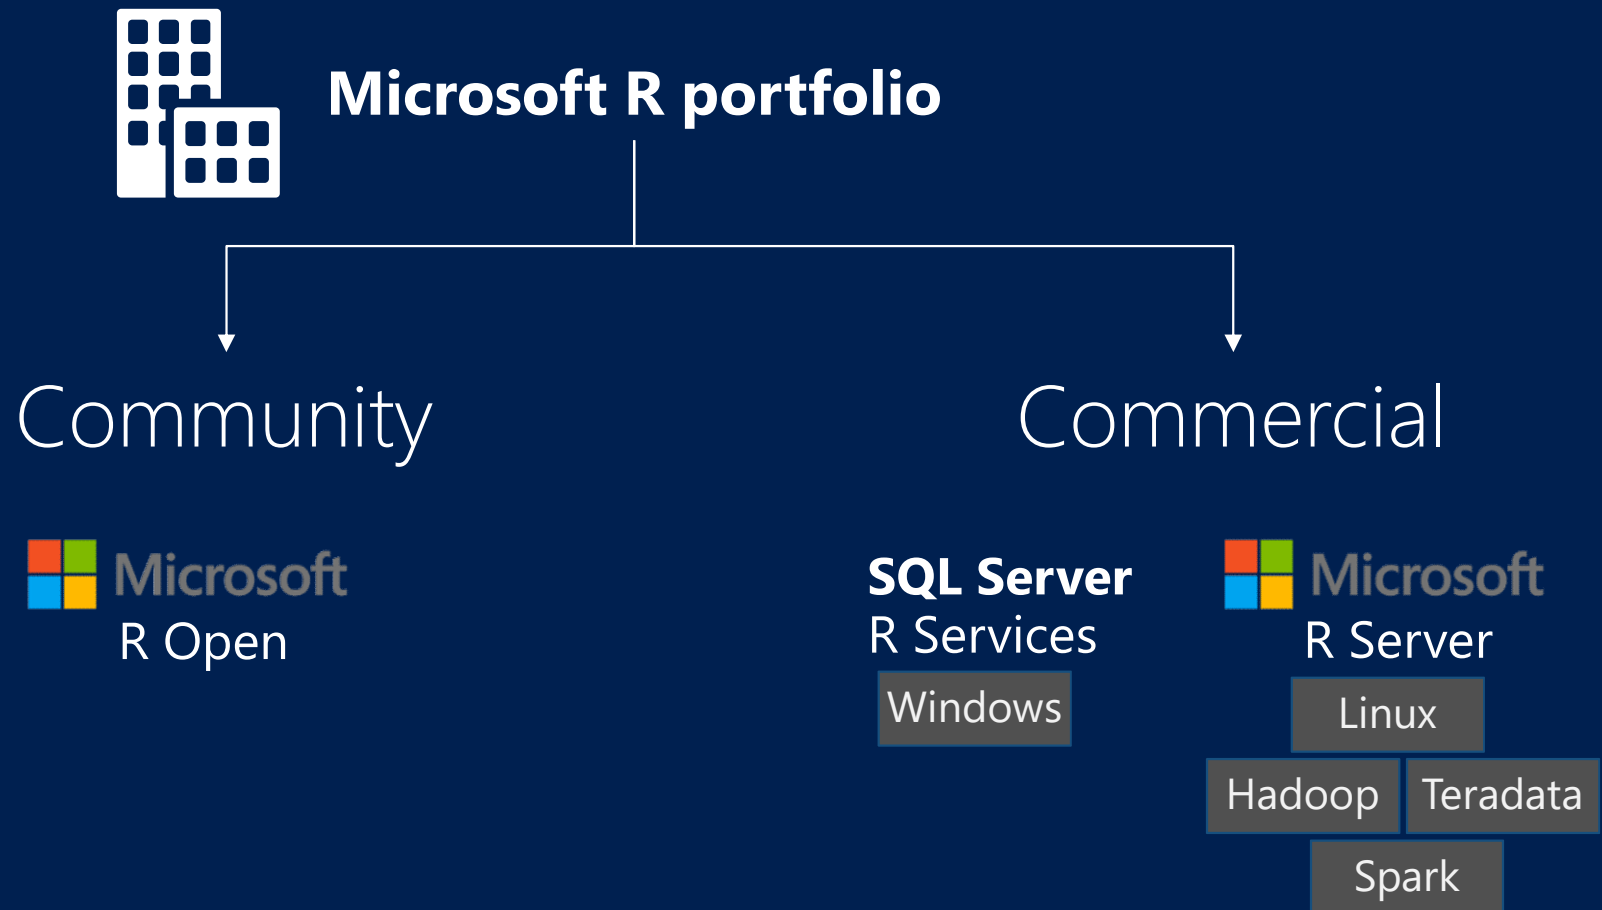 Microsoft R portfolio
Community
Commercial
Microsoft
R Open
SQL Server
R Services
Windows
Microsoft
R Server
Linux
Hadoop
Teradata
Spark